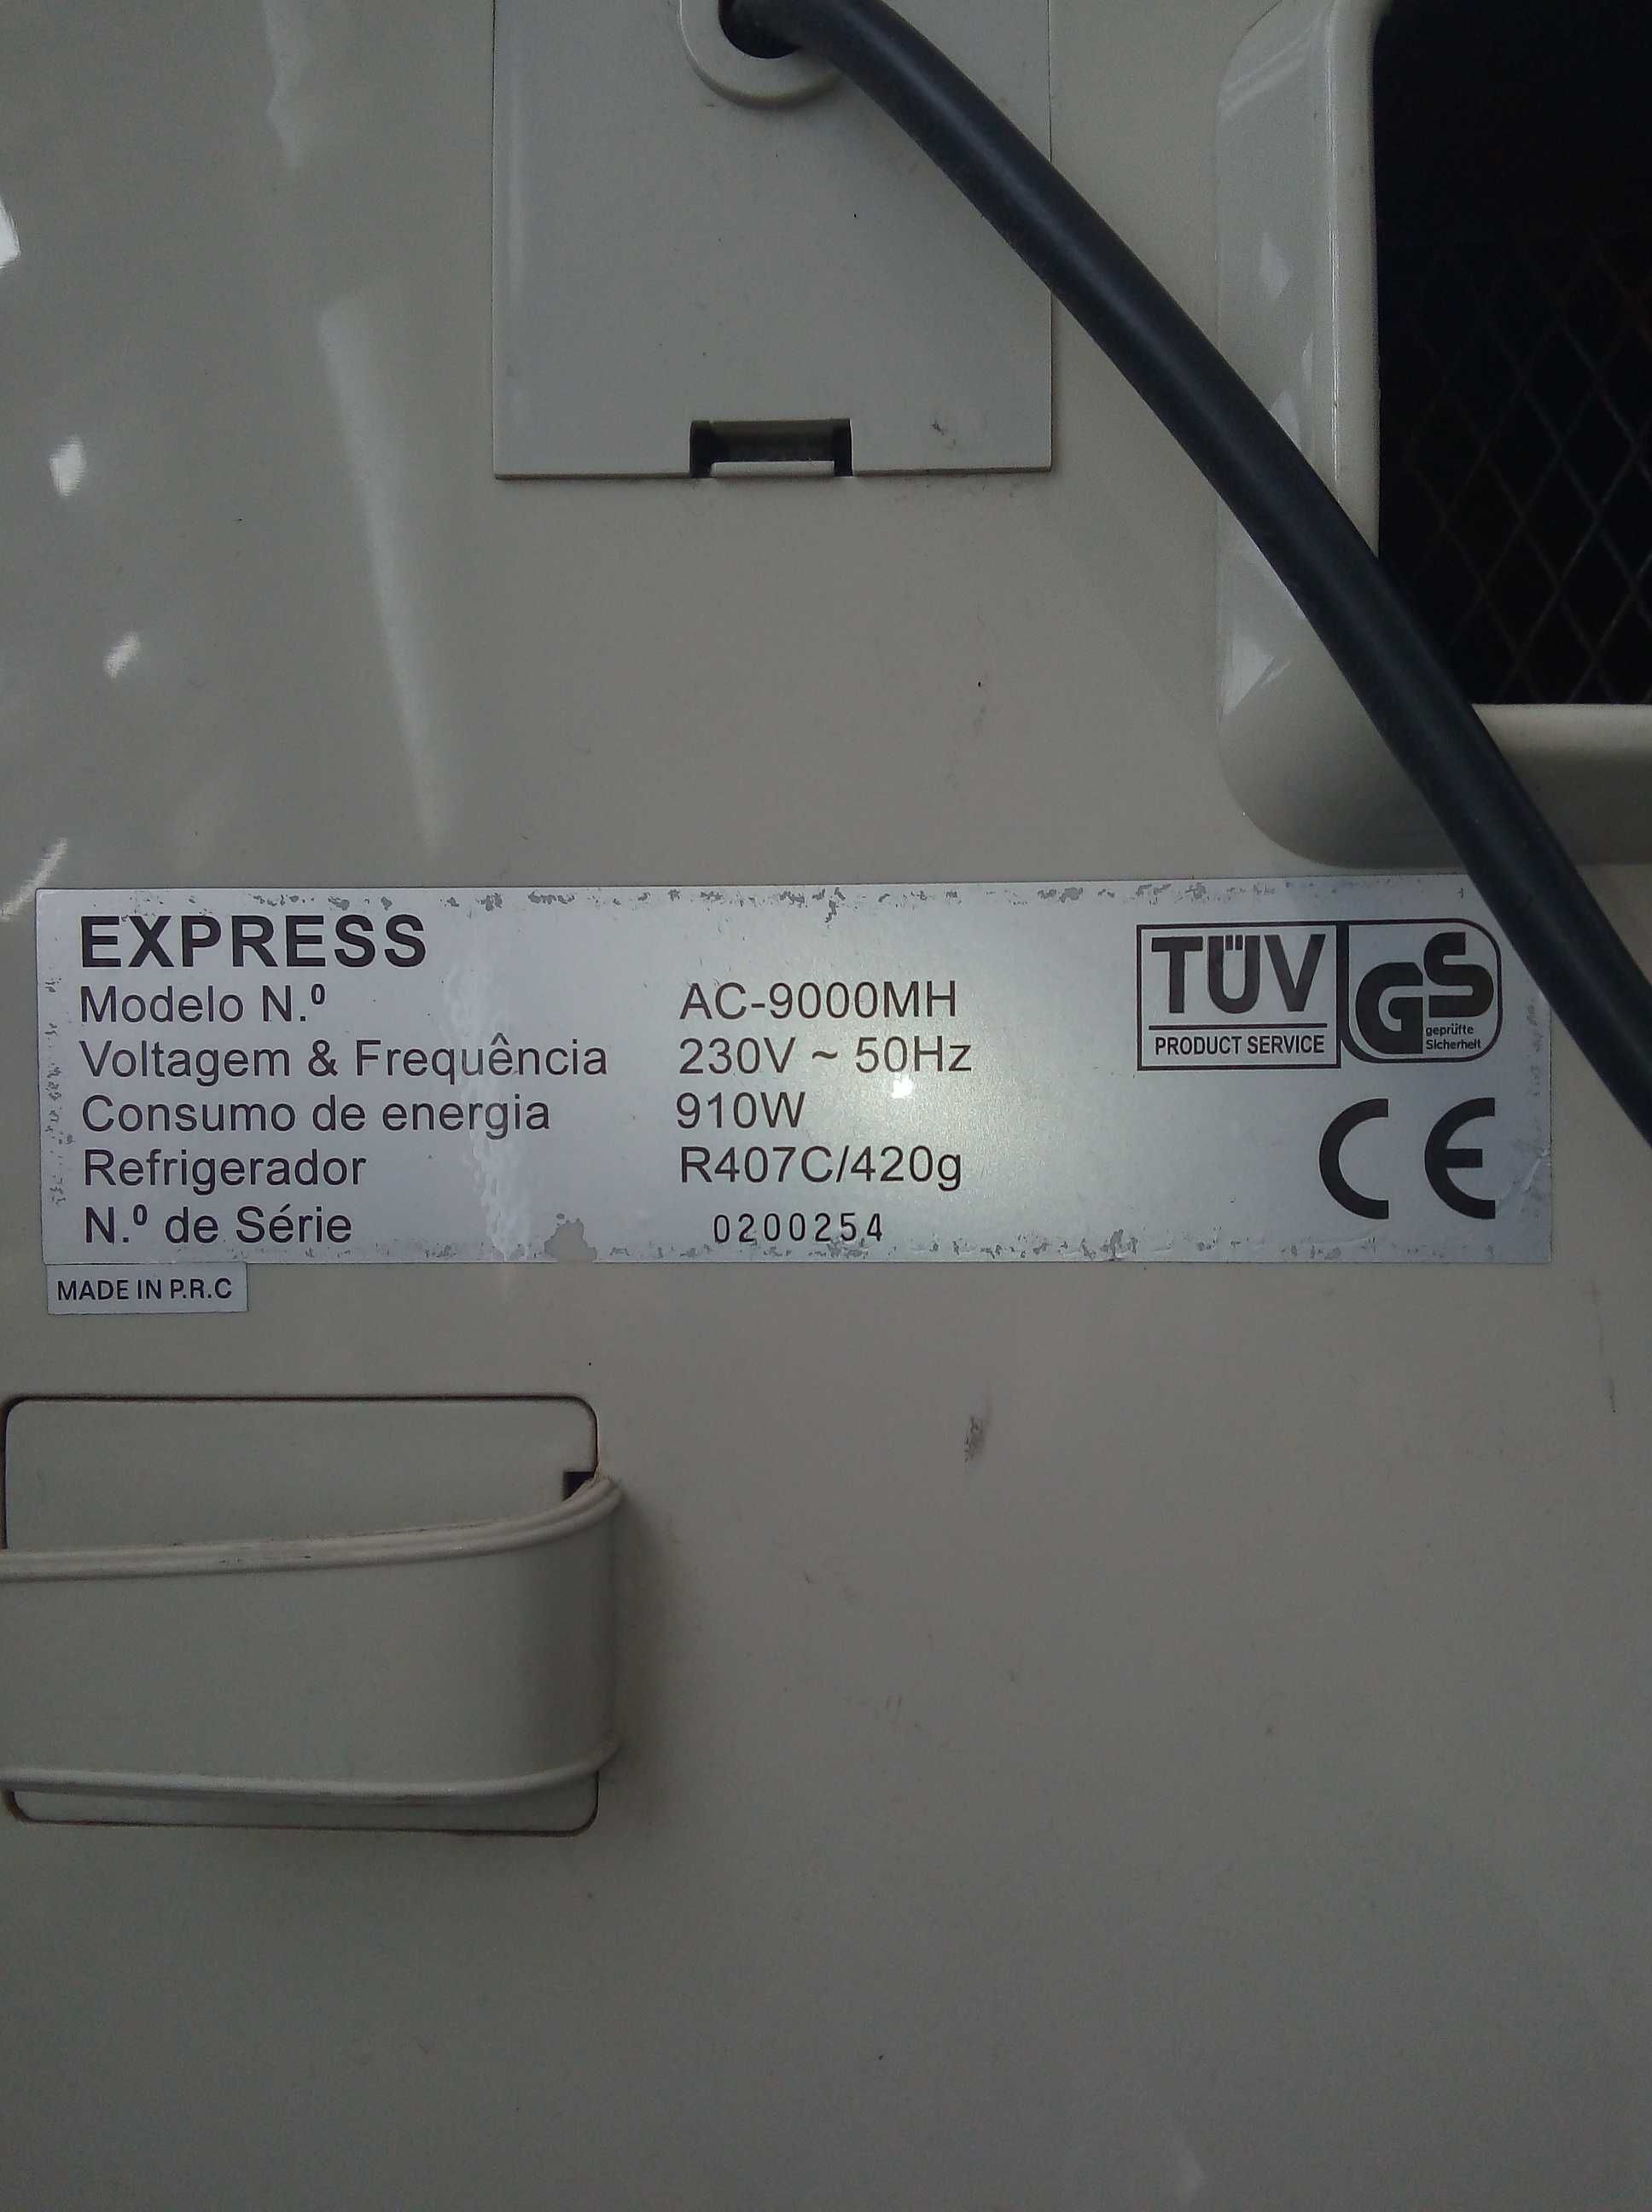 EXPRESS
Modelo N.º AC-9000MH
Voltagem & Frequência 230V ~ 50Hz
Consumo de energia 910W
Refrigerador R407C/420g
N.º de Série 0200254
TÜV
PRODUCT SERVICE
GS
geprüfte
Sicherheit
CE
MADE IN P.R.C